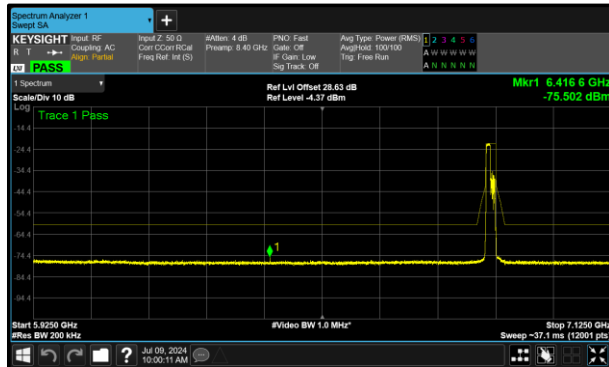 Spectrum Analyzer 1
Swept SA
+
KEYSIGHT
R T
LXI PASS
Input: RF
Coupling: AC
Align: Partial
Input Z: 50 Ω
Corr CCorr RCal
Freq Ref: Int (S)
#Atten: 4 dB
Preamp: 8.40 GHz
PNO: Fast
Gate: Off
IF Gain: Low
Sig Track: Off
Avg Type: Power (RMS)
Avg|Hold: 100/100
Trig: Free Run
1 2 3 4 5 6
A W W W W W
A N N N N N
1 Spectrum
Scale/Div 10 dB
Ref Lvl Offset 28.63 dB
Ref Level -4.37 dBm
Mkr1 6.416 6 GHz
-75.502 dBm
Log
Trace 1 Pass
-14.4
-24.4
-34.4
-44.4
-54.4
-64.4
-74.4
-84.4
-94.4
1
Start 5.9250 GHz
#Res BW 200 kHz
#Video BW 1.0 MHz*
Stop 7.1250 GHz
Sweep ~37.1 ms (12001 pts)
?
Jul 09, 2024
10:00:11 AM